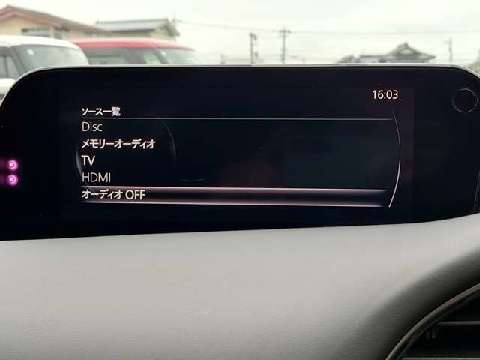 16:03
ソース一覧
Disc
メモリーオーディオ
TV
HDMI
オーディオ OFF